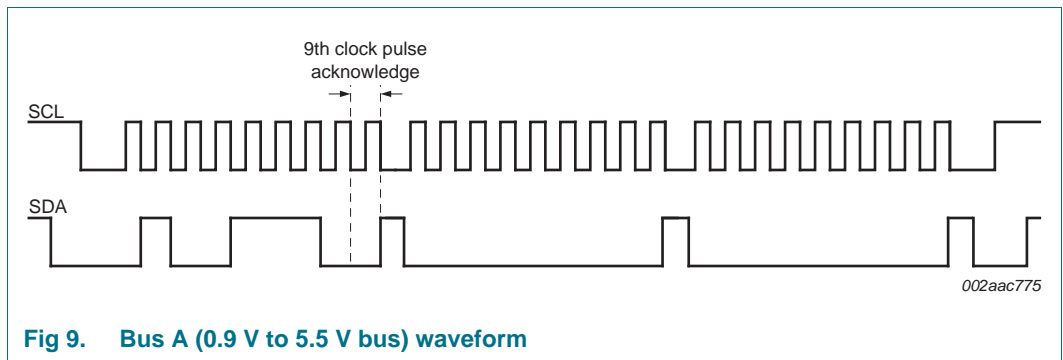 9th clock pulse
acknowledge
SCL
SDA
002aac775
Fig 9. Bus A (0.9 V to 5.5 V bus) waveform